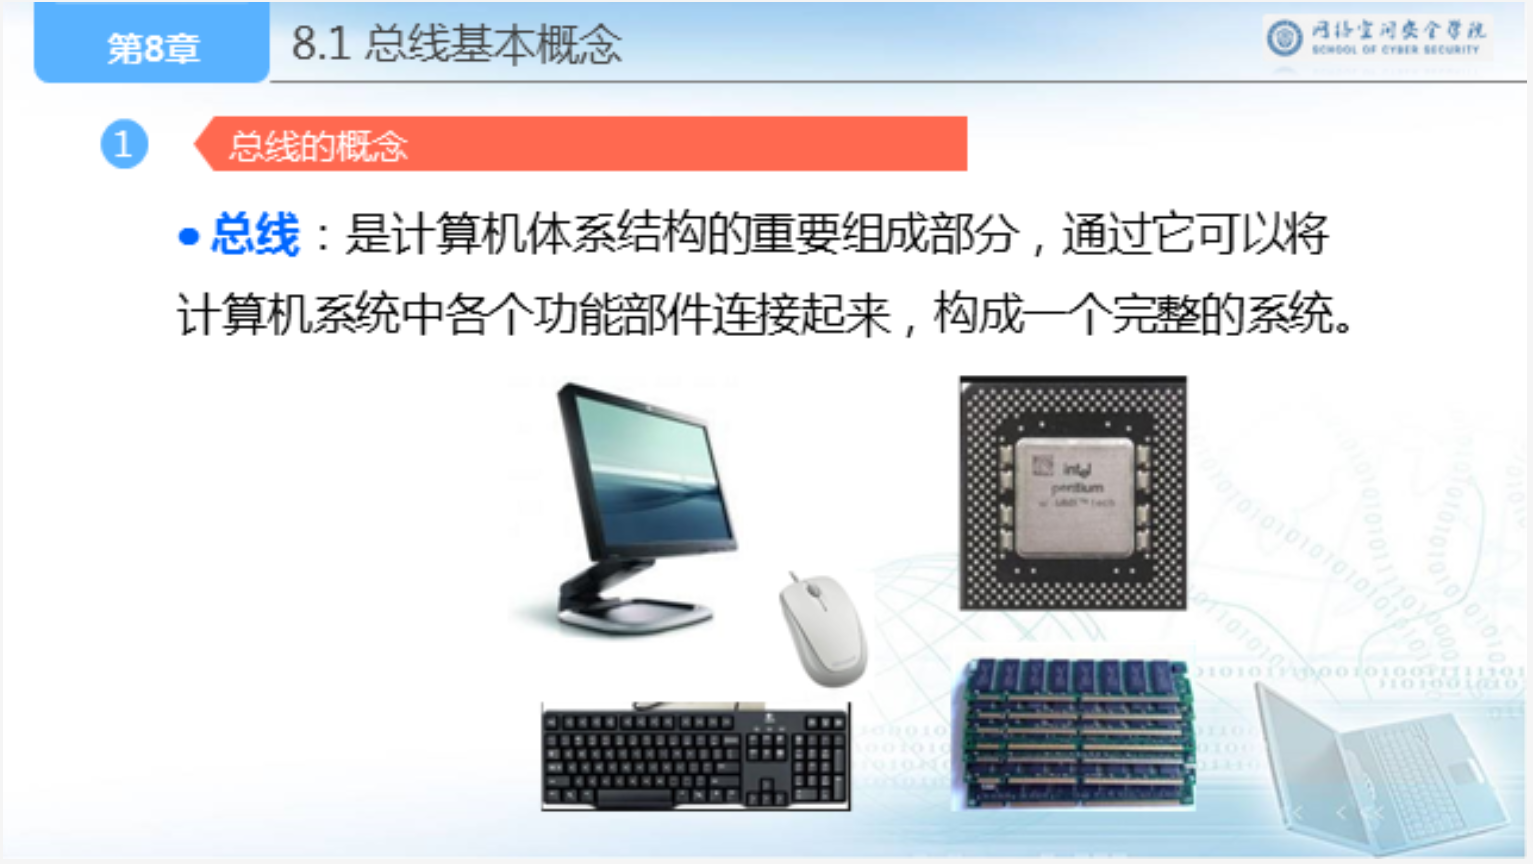 第8章
8.1 总线基本概念
网络空间安全学院
SCHOOL OF CYBER SECURITY
1
总线的概念
● 总线：是计算机体系结构的重要组成部分，通过它可以将
计算机系统中各个功能部件连接起来，构成一个完整的系统。
intel
pentium